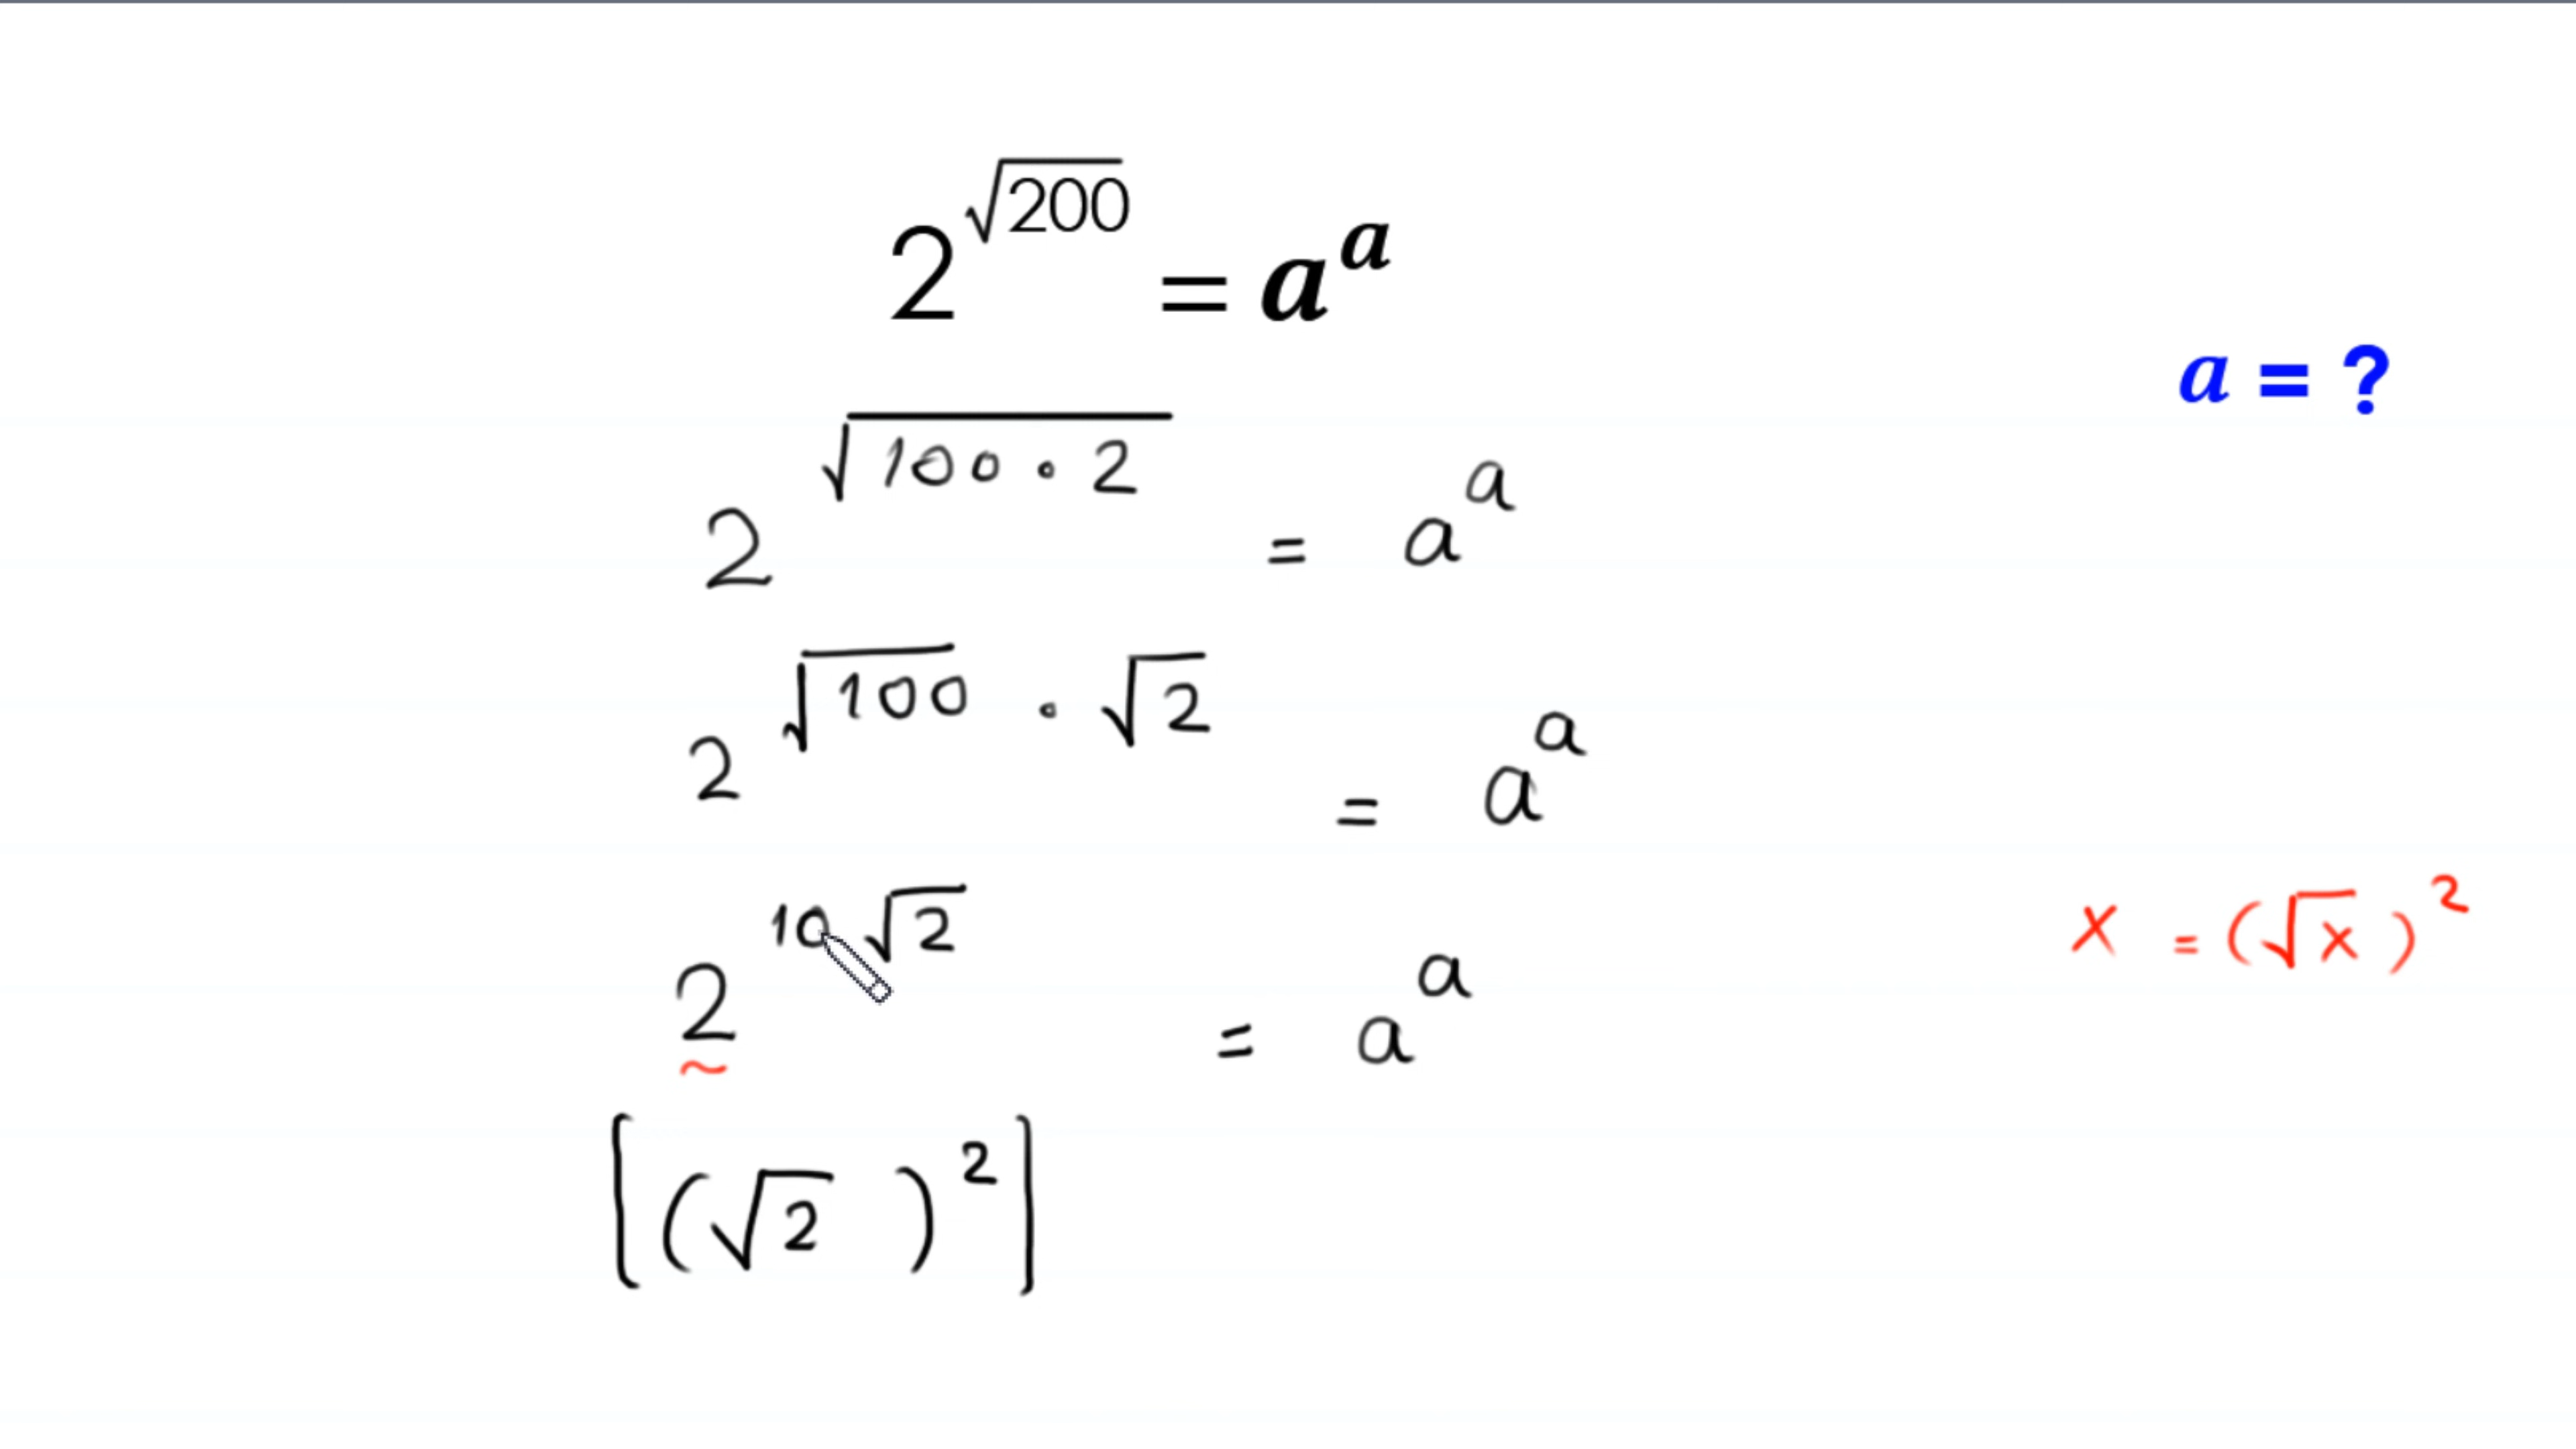 2^√200 = a^a
a = ?
2^√100·2 = a^a
2^√100 · √2 = a^a
x = (√x)^2
2^10√2 = a^a
~
[(√2)^2]